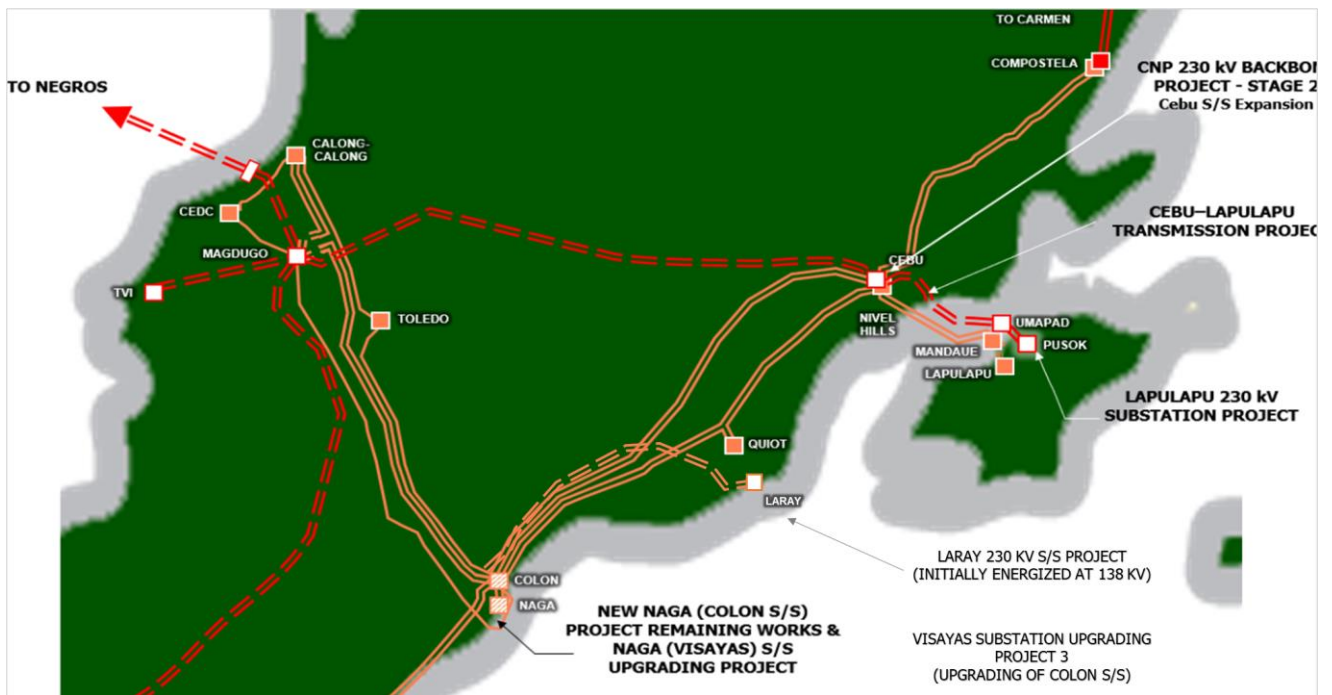 TO CARMEN
COMPOSTELA
CNP 230 kV BACKBON
PROJECT - STAGE 2
Cebu S/S Expansion
TO NEGROS
CALONG-
CALONG
CEDC
CEBU–LAPULAPU
TRANSMISSION PROJEC
MAGDUGO
CEBU
TVI
TOLEDO
NIVEL
HILLS
UMAPAD
MANDAUE
PUSOK
LAPULAPU
LAPULAPU 230 kV
SUBSTATION PROJECT
QUIOT
LARAY
LARAY 230 KV S/S PROJECT
(INITIALLY ENERGIZED AT 138 KV)
COLON
NAGA
NEW NAGA (COLON S/S)
PROJECT REMAINING WORKS &
NAGA (VISAYAS) S/S
UPGRADING PROJECT
VISAYAS SUBSTATION UPGRADING
PROJECT 3
(UPGRADING OF COLON S/S)